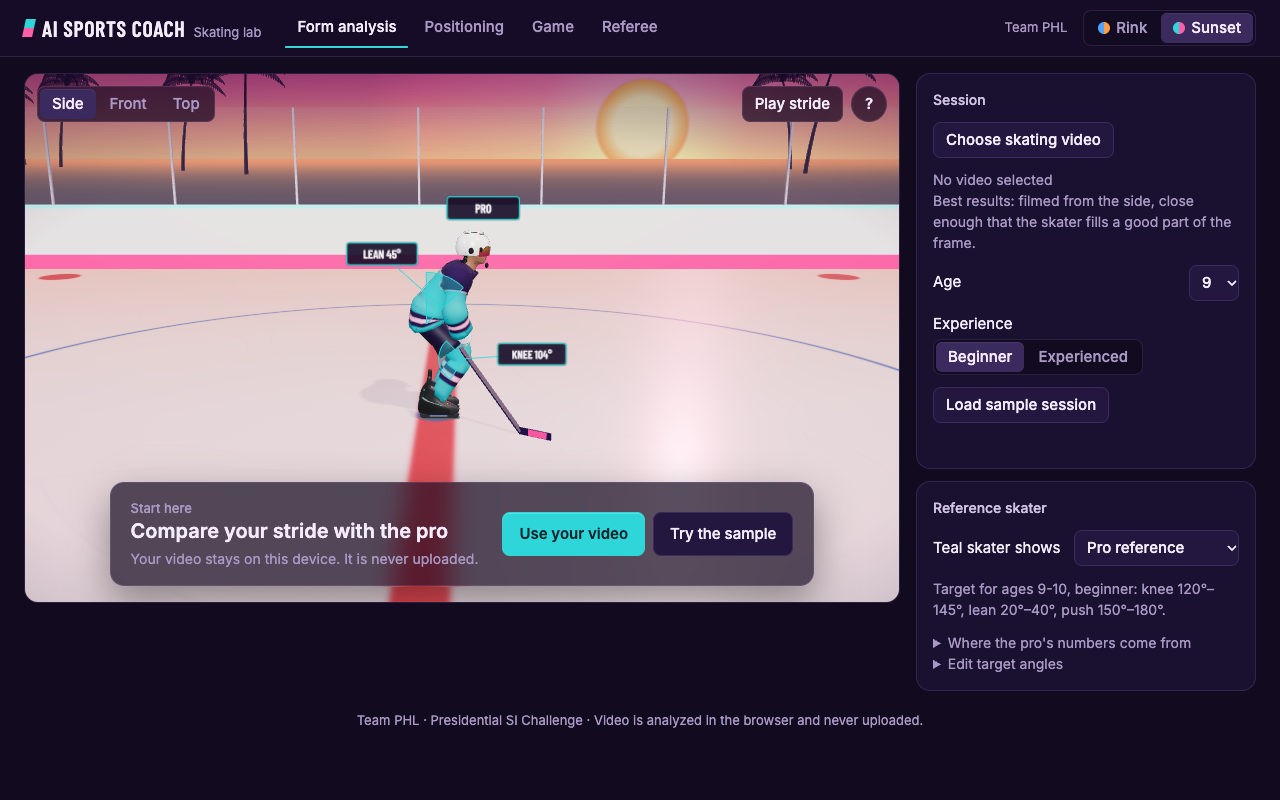 AI SPORTS COACH Skating lab
Form analysis Positioning Game Referee
Team PHL Rink Sunset
Side Front Top
Play stride ?
PRO
LEAN 45°
KNEE 104°
Start here
Compare your stride with the pro
Your video stays on this device. It is never uploaded.
Use your video Try the sample
Session
Choose skating video
No video selected
Best results: filmed from the side, close
enough that the skater fills a good part of the
frame.
Age 9
Experience
Beginner Experienced
Load sample session
Reference skater
Teal skater shows Pro reference
Target for ages 9-10, beginner: knee 120°–
145°, lean 20°–40°, push 150°–180°.
Where the pro's numbers come from
Edit target angles
Team PHL · Presidential SI Challenge · Video is analyzed in the browser and never uploaded.